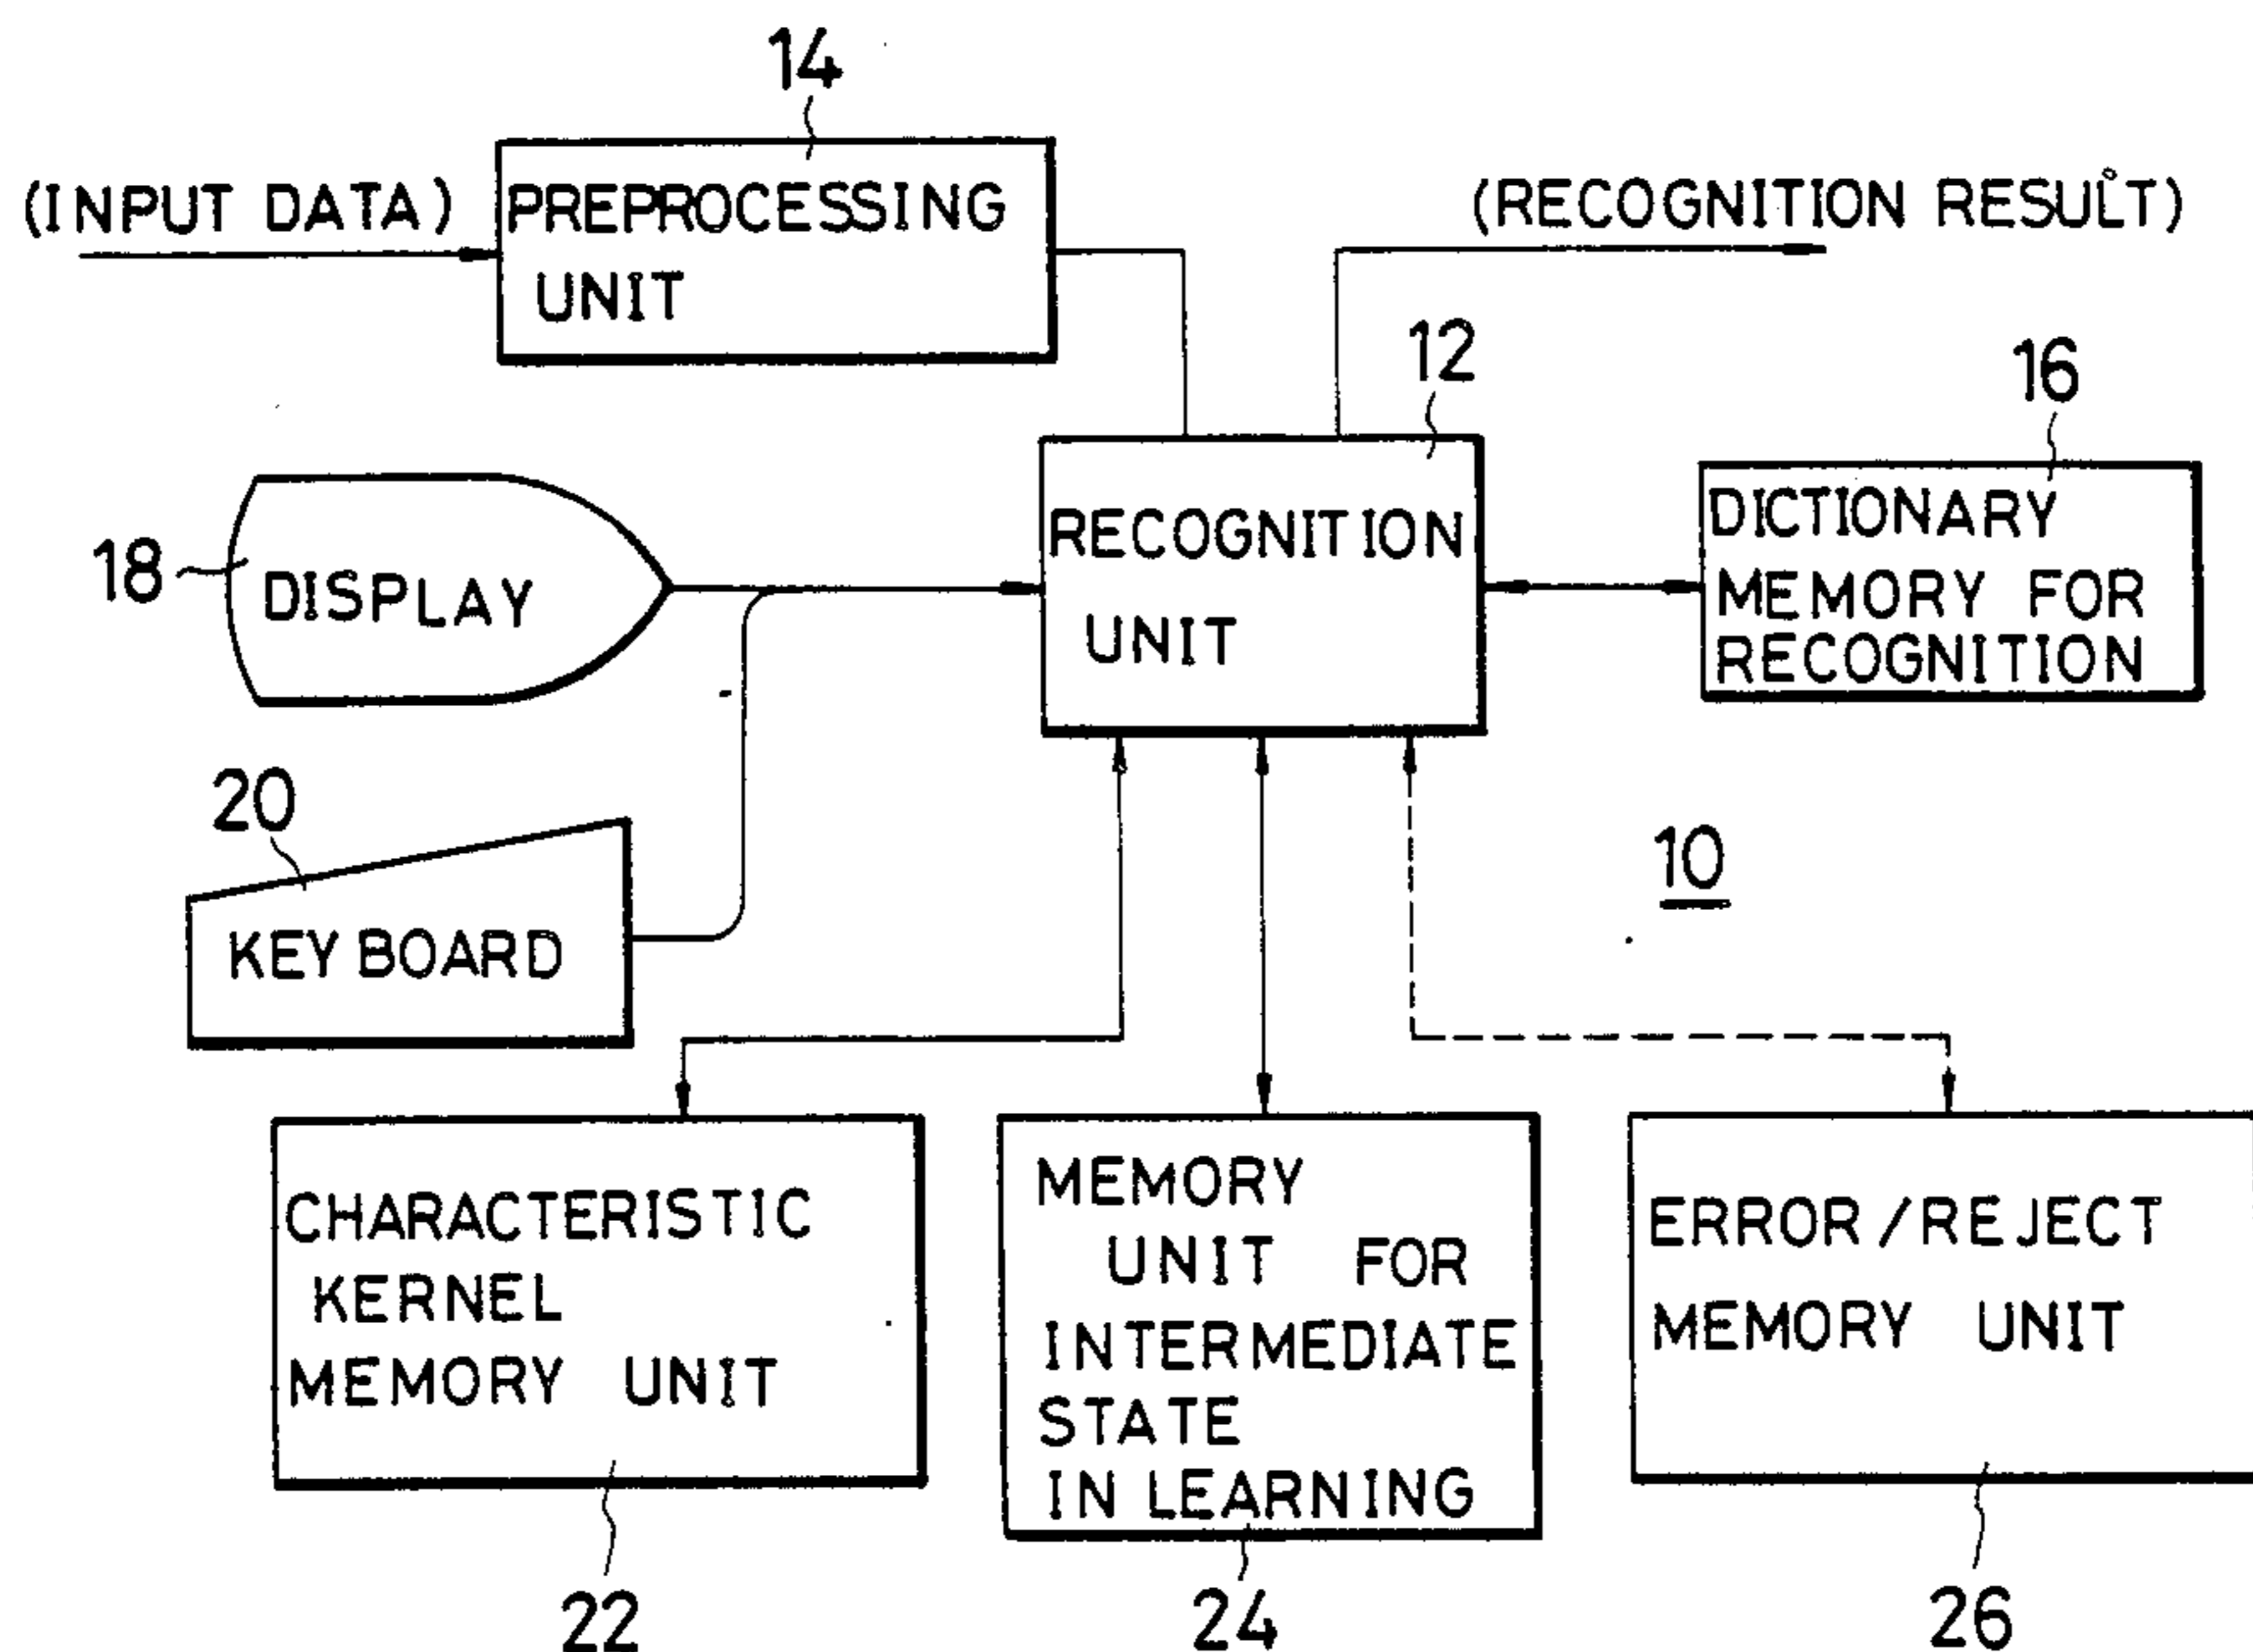 14
(INPUT DATA)
PREPROCESSING
UNIT
(RECOGNITION RESULT)
12
16
18
DISPLAY
RECOGNITION
UNIT
DICTIONARY
MEMORY FOR
RECOGNITION
20
KEY BOARD
10
CHARACTERISTIC
KERNEL
MEMORY UNIT
MEMORY
UNIT FOR
INTERMEDIATE
STATE
IN LEARNING
ERROR/REJECT
MEMORY UNIT
22
24
26